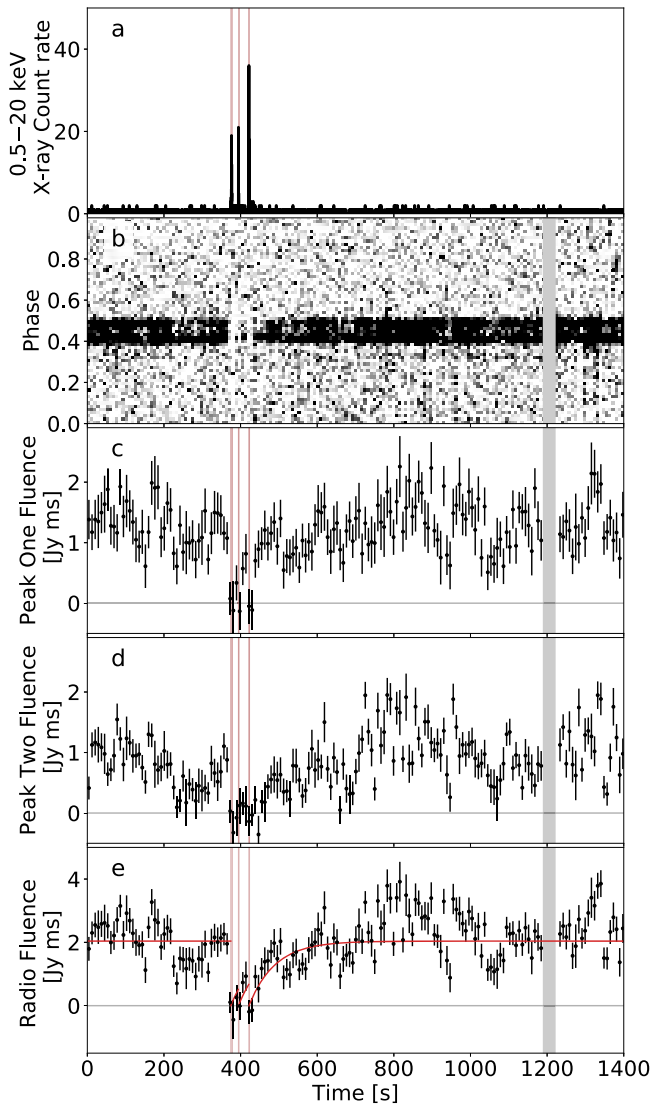 a
0.5−20 keV
X-ray Count rate
40
20
0
b
Phase
0.8
0.6
0.4
0.2
0.0
c
Peak One Fluence
[Jy ms]
2
1
0
d
Peak Two Fluence
[Jy ms]
2
1
0
e
Radio Fluence
[Jy ms]
4
2
0
0 200 400 600 800 1000 1200 1400
Time [s]